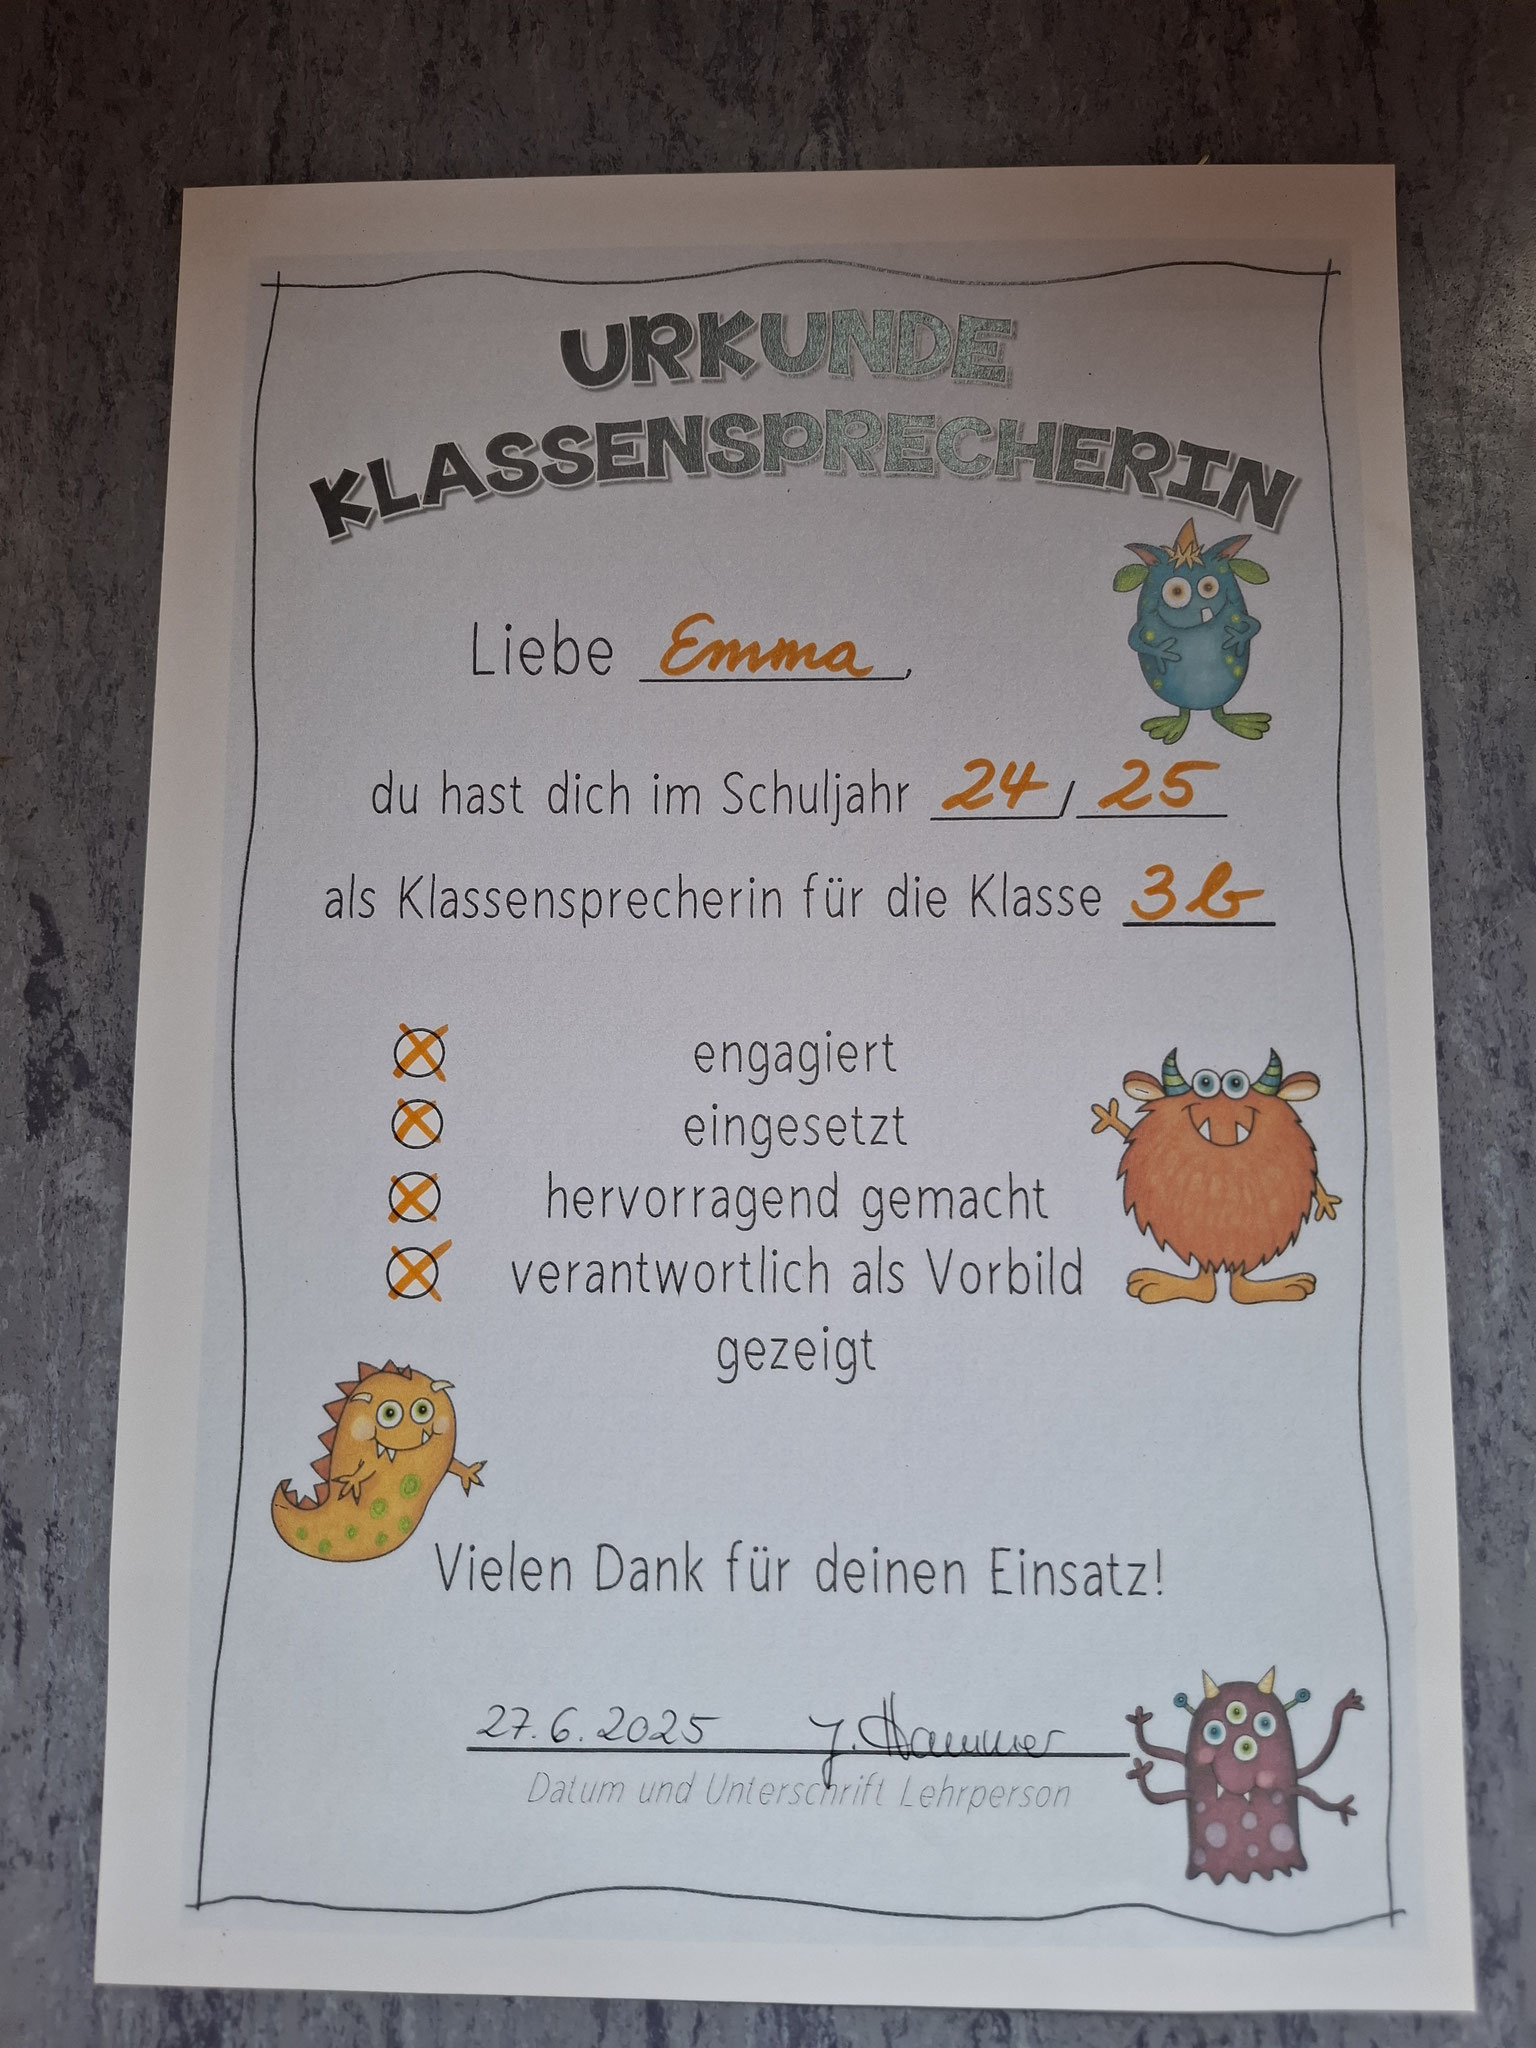 URKUNDE
KLASSENSPRECHERIN
Liebe Emma,
du hast dich im Schuljahr 24/25
als Klassensprecherin für die Klasse 3b
engagiert
eingesetzt
hervorragend gemacht
verantwortlich als Vorbild
gezeigt
Vielen Dank für deinen Einsatz!
27.6.2025 J. Hammer
Datum und Unterschrift Lehrperson